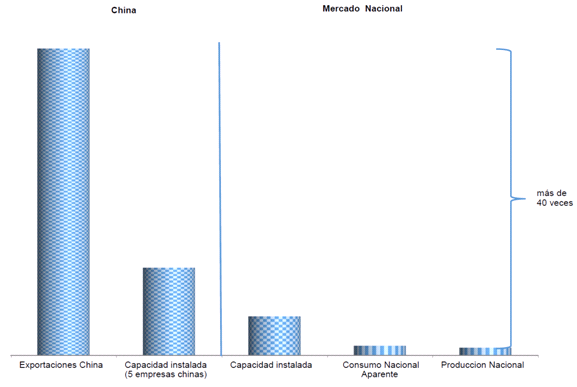 China
Mercado Nacional
más de
40 veces
Exportaciones China
Capacidad instalada
(5 empresas chinas)
Capacidad instalada
Consumo Nacional
Aparente
Produccion Nacional